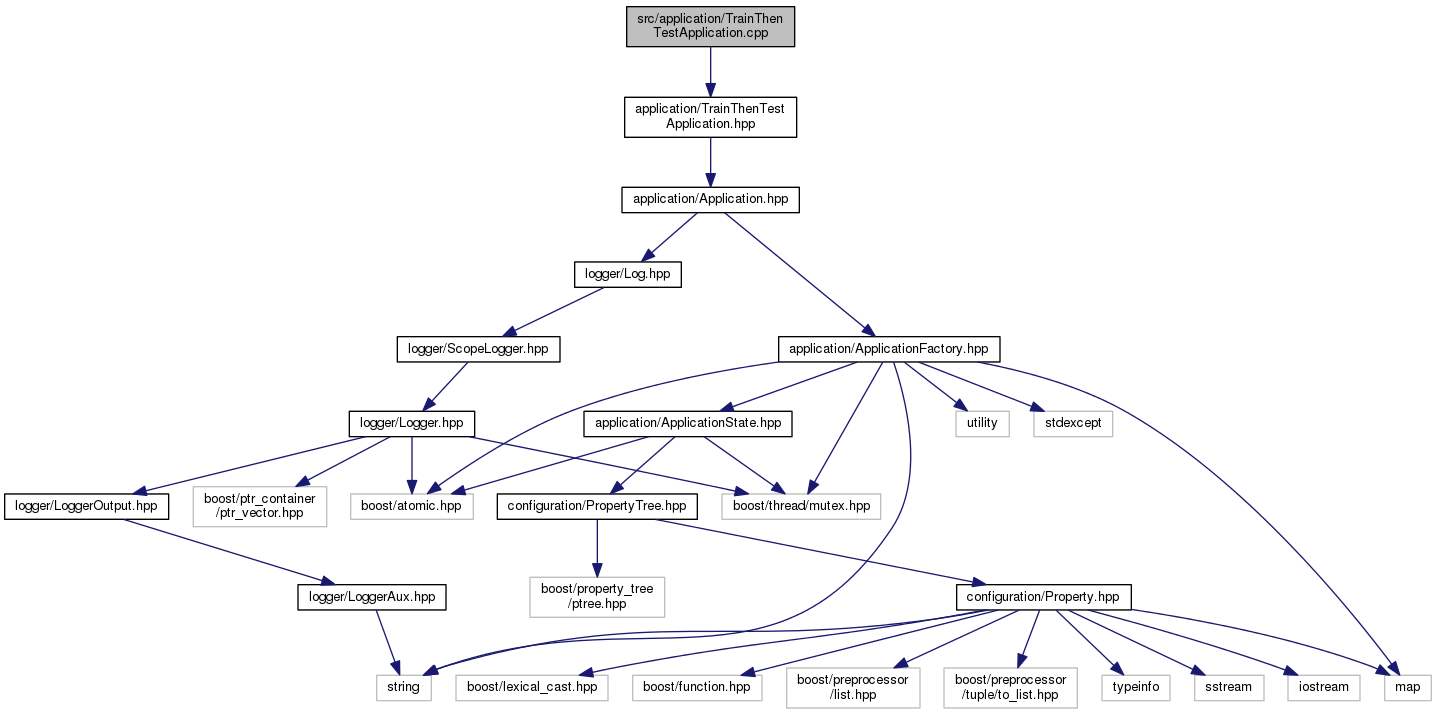 src/application/TrainThen
TestApplication.cpp
application/TrainThenTest
Application.hpp
application/Application.hpp
logger/Log.hpp
logger/ScopeLogger.hpp
application/ApplicationFactory.hpp
logger/Logger.hpp
application/ApplicationState.hpp
utility
stdexcept
logger/LoggerOutput.hpp
boost/ptr_container
/ptr_vector.hpp
boost/atomic.hpp
configuration/PropertyTree.hpp
boost/thread/mutex.hpp
boost/property_tree
/ptree.hpp
logger/LoggerAux.hpp
configuration/Property.hpp
string
boost/lexical_cast.hpp
boost/function.hpp
boost/preprocessor
/list.hpp
boost/preprocessor
/tuple/to_list.hpp
typeinfo
sstream
iostream
map